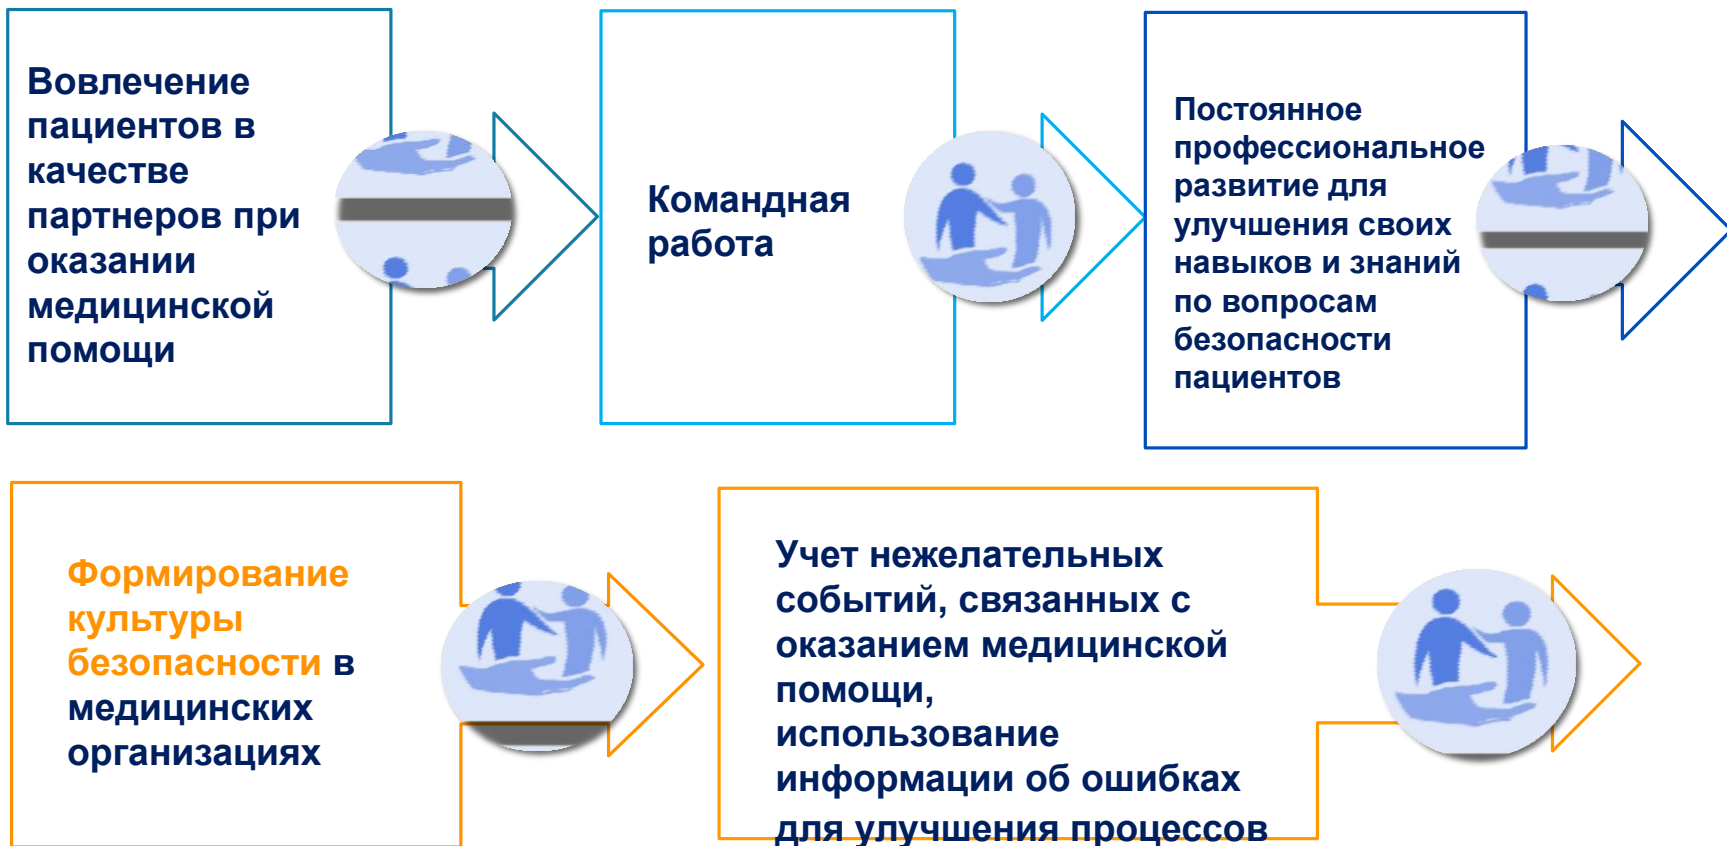 Вовлечение
пациентов в
качестве
партнеров при
оказании
медицинской
помощи
Командная
работа
Постоянное
профессиональное
развитие для
улучшения своих
навыков и знаний
по вопросам
безопасности
пациентов
Формирование
культуры
безопасности в
медицинских
организациях
Учет нежелательных
событий, связанных с
оказанием медицинской
помощи,
использование
информации об ошибках
для улучшения процессов